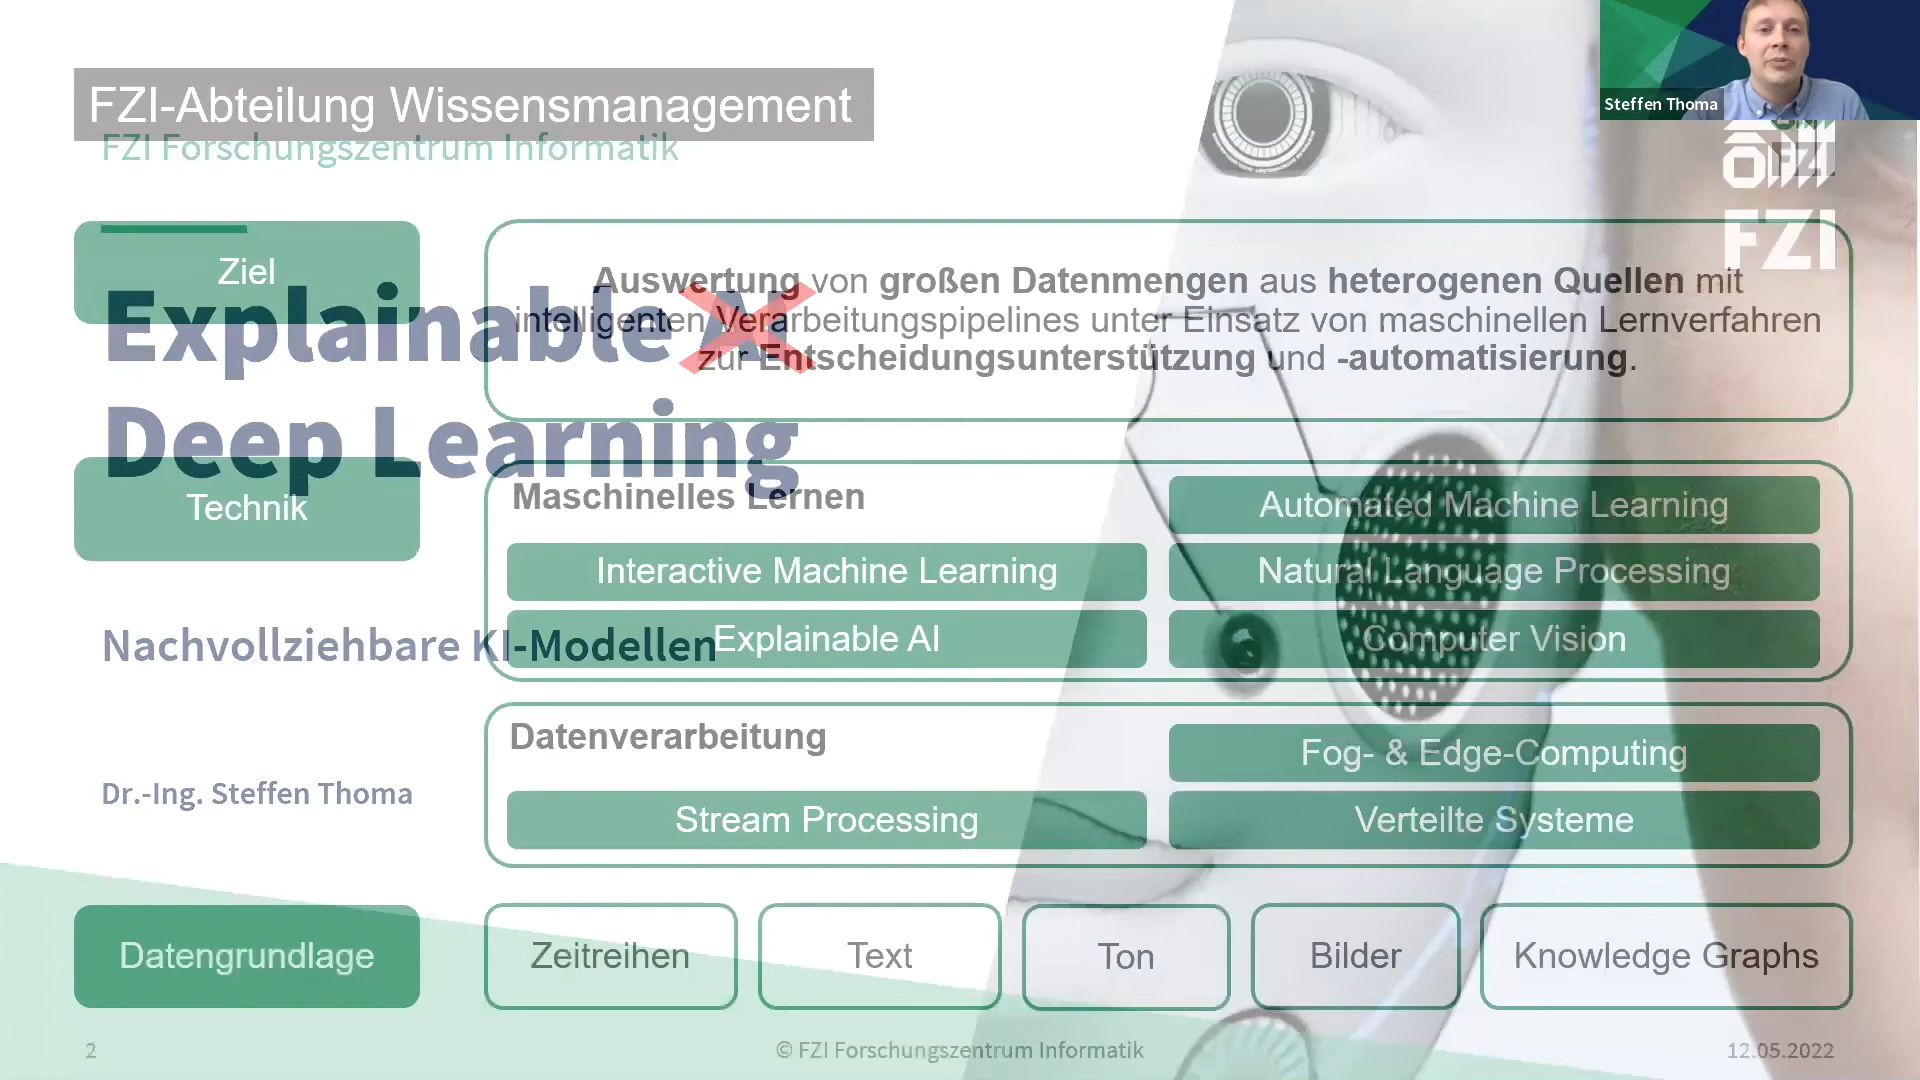 Steffen Thoma
FZI-Abteilung Wissensmanagement
FZI Forschungszentrum Informatik
FZI
FZI
Ziel
Auswertung von großen Datenmengen aus heterogenen Quellen mit
intelligenten Verarbeitungspipelines unter Einsatz von maschinellen Lernverfahren
zur Entscheidungsunterstützung und -automatisierung.
Explainable
Deep Learning
Technik
Maschinelles Lernen
Automated Machine Learning
Interactive Machine Learning
Natural Language Processing
Explainable AI
Computer Vision
Nachvollziehbare KI-Modellen
Datenverarbeitung
Fog- & Edge-Computing
Stream Processing
Verteilte Systeme
Dr.-Ing. Steffen Thoma
Datengrundlage
Zeitreihen
Text
Ton
Bilder
Knowledge Graphs
2
© FZI Forschungszentrum Informatik
12.05.2022